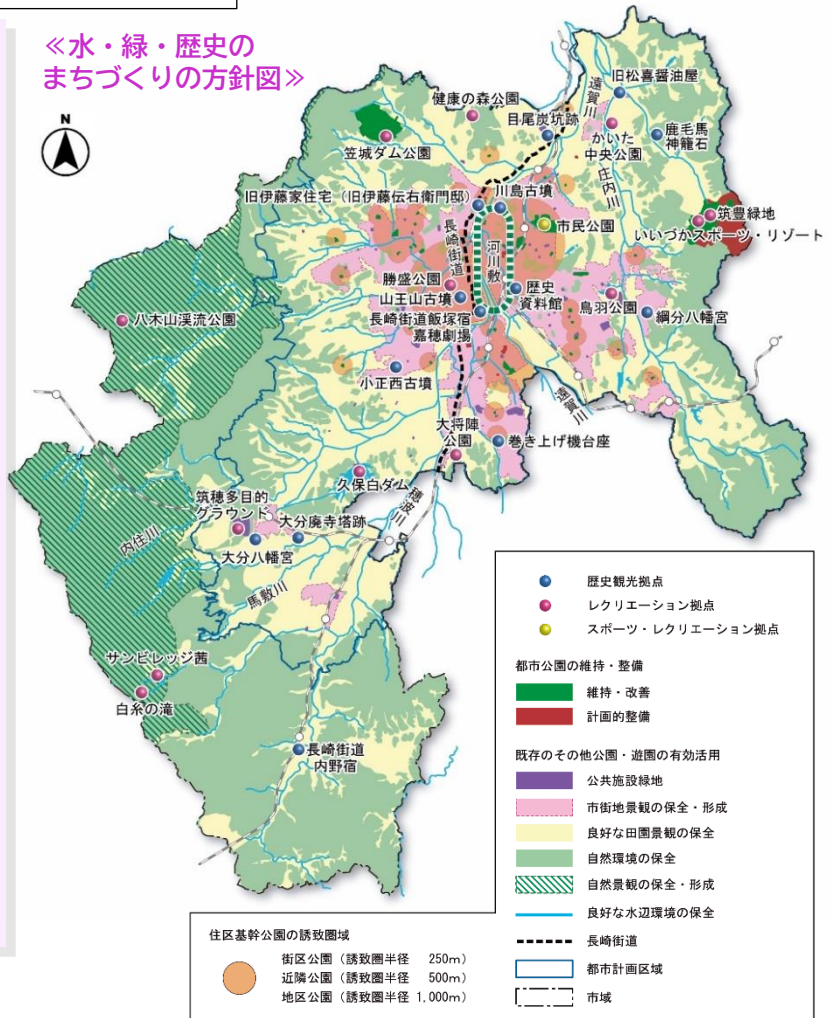 ≪水・緑・歴史の
まちづくりの方針図≫
N
旧松喜醤油屋
健康の森公園
遠賀川
目尾炭坑跡
鹿毛馬
神籠石
かいた
中央公園
笠城ダム公園
庄内川
旧伊藤家住宅（旧伊藤伝右衛門邸）
川島古墳
筑豊緑地
市民公園
いいづかスポーツ・リゾート
長崎街道
河川敷
勝盛公園
歴史
資料館
山王山古墳
鳥羽公園
八木山渓流公園
長崎街道飯塚宿
綱分八幡宮
嘉穂劇場
小正西古墳
遠賀川
大将陣
公園
巻き上げ機台座
久保白ダム
穂波川
筑穂多目的
グラウンド
大分廃寺塔跡
内住川
大分八幡宮
馬敷川
サンビレッジ茜
白糸の滝
長崎街道
内野宿
歴史観光拠点
レクリエーション拠点
スポーツ・レクリエーション拠点
都市公園の維持・整備
維持・改善
計画的整備
既存のその他公園・遊園の有効活用
公共施設緑地
市街地景観の保全・形成
良好な田園景観の保全
自然環境の保全
自然景観の保全・形成
良好な水辺環境の保全
長崎街道
都市計画区域
市域
住区基幹公園の誘致圏域
街区公園（誘致圏半径 250m）
近隣公園（誘致圏半径 500m）
地区公園（誘致圏半径 1,000m）